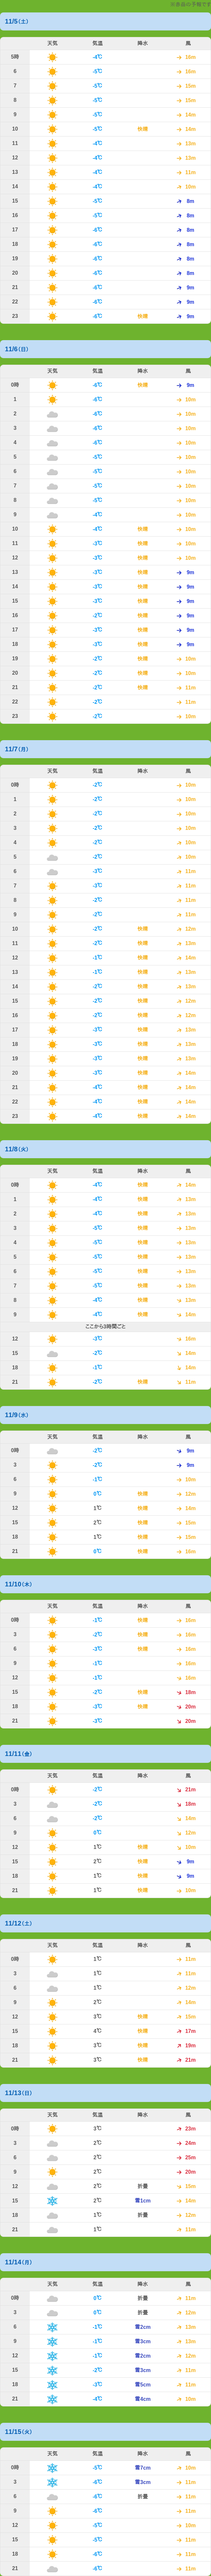 11/5(土)
天気 気温 降水 風
5時 -4℃ 16m
6 -5℃ 16m
7 -5℃ 15m
8 -5℃ 15m
9 -5℃ 14m
10 -5℃ 快晴 14m
11 -4℃ 13m
12 -4℃ 13m
13 -4℃ 11m
14 -4℃ 10m
15 -5℃ 8m
16 -5℃ 8m
17 -6℃ 8m
18 -6℃ 8m
19 -6℃ 8m
20 -6℃ 8m
21 -6℃ 9m
22 -6℃ 9m
23 -6℃ 快晴 9m
11/6(日)
天気 気温 降水 風
0時 -6℃ 快晴 9m
1 -6℃ 10m
2 -6℃ 10m
3 -6℃ 10m
4 -6℃ 10m
5 -5℃ 10m
6 -5℃ 10m
7 -5℃ 10m
8 -5℃ 10m
9 -4℃ 10m
10 -4℃ 快晴 10m
11 -3℃ 快晴 10m
12 -3℃ 快晴 10m
13 -3℃ 快晴 9m
14 -3℃ 快晴 9m
15 -3℃ 快晴 9m
16 -2℃ 快晴 9m
17 -3℃ 快晴 9m
18 -3℃ 快晴 9m
19 -2℃ 快晴 10m
20 -2℃ 快晴 10m
21 -2℃ 快晴 11m
22 -2℃ 11m
23 -2℃ 10m
11/7(月)
天気 気温 降水 風
0時 -2℃ 10m
1 -2℃ 10m
2 -2℃ 10m
3 -2℃ 10m
4 -2℃ 10m
5 -2℃ 10m
6 -3℃ 11m
7 -3℃ 11m
8 -2℃ 11m
9 -2℃ 11m
10 -2℃ 快晴 12m
11 -2℃ 快晴 13m
12 -1℃ 快晴 14m
13 -1℃ 快晴 13m
14 -2℃ 快晴 13m
15 -2℃ 快晴 12m
16 -2℃ 快晴 12m
17 -3℃ 快晴 13m
18 -3℃ 快晴 13m
19 -3℃ 快晴 13m
20 -3℃ 快晴 14m
21 -4℃ 快晴 14m
22 -4℃ 快晴 14m
23 -4℃ 快晴 14m
11/8(火)
天気 気温 降水 風
0時 -4℃ 快晴 14m
1 -4℃ 快晴 13m
2 -4℃ 快晴 13m
3 -5℃ 快晴 13m
4 -5℃ 快晴 13m
5 -5℃ 快晴 13m
6 -5℃ 快晴 13m
7 -5℃ 快晴 13m
8 -4℃ 快晴 13m
9 -4℃ 快晴 14m
ここから3時間ごと
12 -3℃ 快晴 16m
15 -2℃ 快晴 14m
18 -1℃ 快晴 14m
21 -2℃ 快晴 11m
11/9(水)
天気 気温 降水 風
0時 -2℃ 9m
3 -2℃ 9m
6 -1℃ 10m
9 0℃ 快晴 12m
12 1℃ 快晴 14m
15 2℃ 快晴 15m
18 1℃ 快晴 15m
21 0℃ 快晴 16m
11/10(木)
天気 気温 降水 風
0時 -1℃ 快晴 16m
3 -2℃ 快晴 16m
6 -3℃ 快晴 16m
9 -1℃ 16m
12 -1℃ 16m
15 -2℃ 快晴 18m
18 -3℃ 快晴 20m
21 -3℃ 20m
11/11(金)
天気 気温 降水 風
0時 -2℃ 21m
3 -2℃ 18m
6 -2℃ 14m
9 0℃ 12m
12 1℃ 快晴 10m
15 2℃ 快晴 9m
18 1℃ 快晴 9m
21 1℃ 快晴 10m
11/12(土)
天気 気温 降水 風
0時 1℃ 11m
3 1℃ 11m
6 1℃ 12m
9 2℃ 14m
12 3℃ 快晴 15m
15 4℃ 快晴 17m
18 3℃ 快晴 19m
21 3℃ 快晴 21m
11/13(日)
天気 気温 降水 風
0時 3℃ 23m
3 2℃ 24m
6 2℃ 25m
9 2℃ 20m
12 2℃ 15m
15 2℃ 雪1cm 14m
18 1℃ 12m
21 1℃ 11m
11/14(月)
天気 気温 降水 風
0時 0℃ 11m
3 0℃ 12m
6 -1℃ 雪2cm 13m
9 -1℃ 雪3cm 13m
12 -1℃ 雪2cm 12m
15 -2℃ 雪3cm 11m
18 -3℃ 雪5cm 11m
21 -4℃ 雪4cm 10m
11/15(火)
天気 気温 降水 風
0時 -5℃ 雪7cm 10m
3 -6℃ 雪3cm 11m
6 -6℃ 11m
9 -6℃ 11m
12 -5℃ 10m
15 -5℃ 11m
18 -6℃ 11m
21 -6℃ 11m